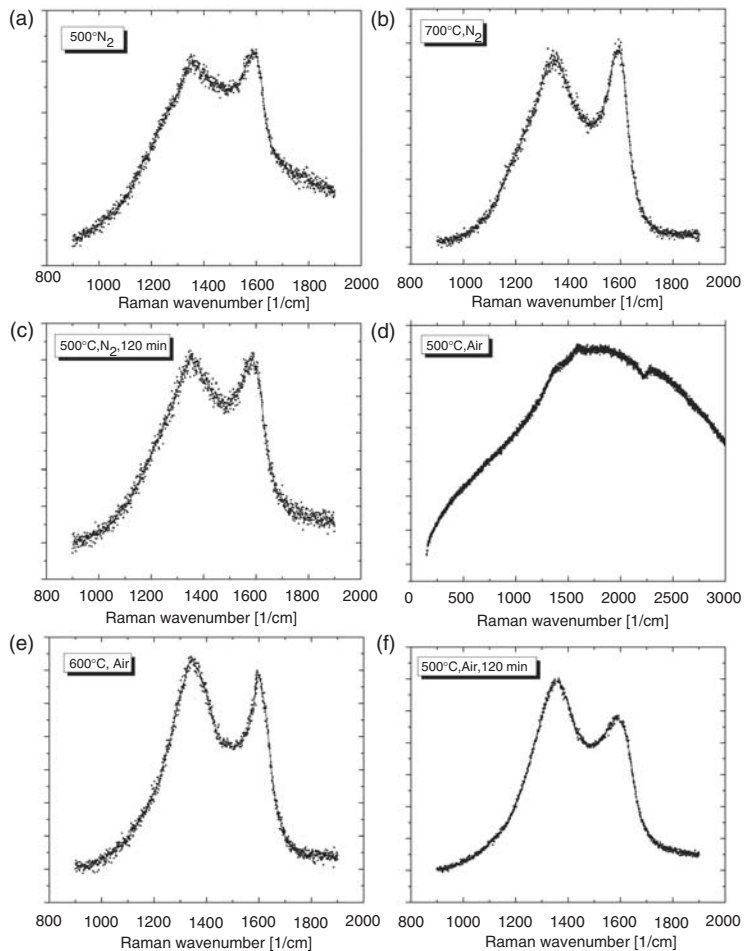 (a)
500°N2
800 1000 1200 1400 1600 1800 2000
Raman wavenumber [1/cm]
(b)
700°C,N2
800 1000 1200 1400 1600 1800 2000
Raman wavenumber [1/cm]
(c)
500°C,N2,120 min
800 1000 1200 1400 1600 1800 2000
Raman wavenumber [1/cm]
(d)
500°C,Air
0 500 1000 1500 2000 2500 3000
Raman wavenumber [1/cm]
(e)
600°C, Air
800 1000 1200 1400 1600 1800 2000
Raman wavenumber [1/cm]
(f)
500°C,Air,120 min
800 1000 1200 1400 1600 1800 2000
Raman wavenumber [1/cm]